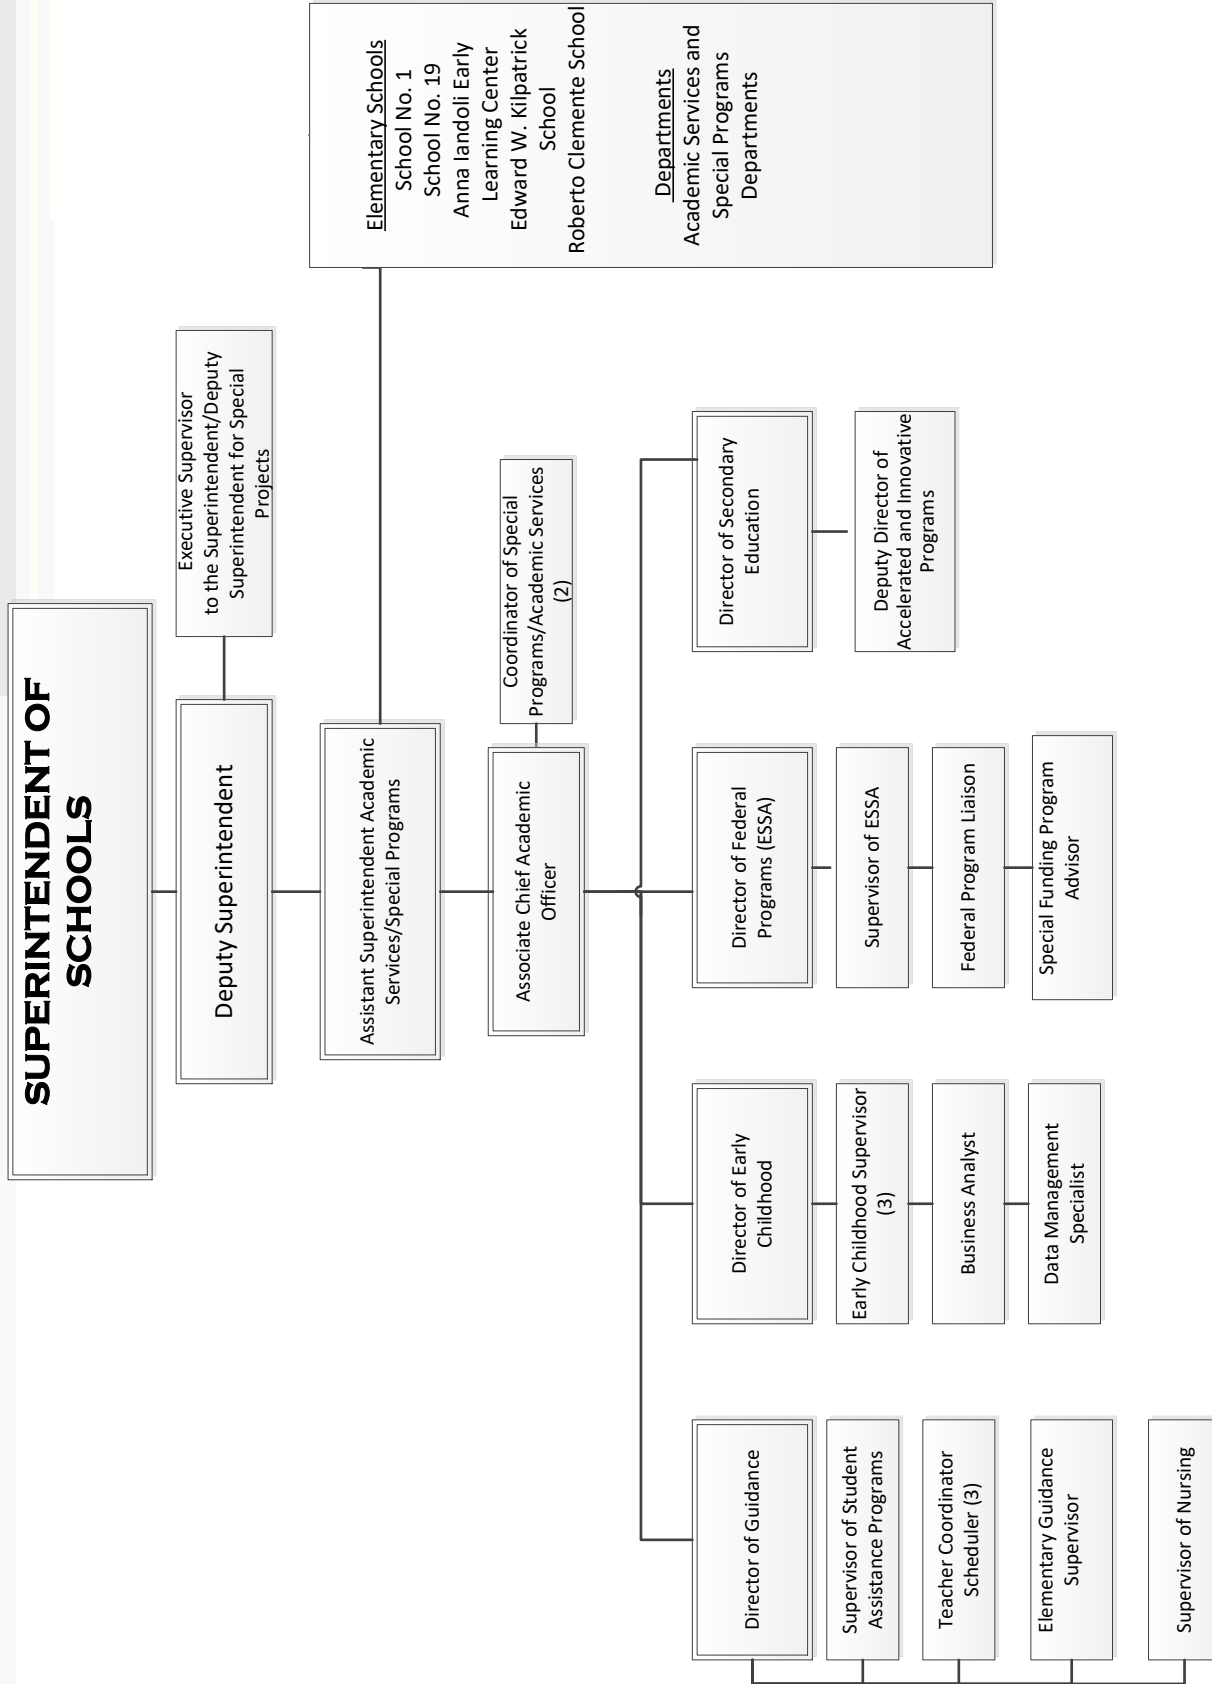 SUPERINTENDENT OF
SCHOOLS
Deputy Superintendent
Executive Supervisor
to the Superintendent/Deputy
Superintendent for Special
Projects
Assistant Superintendent Academic
Services/Special Programs
Elementary Schools
School No. 1
School No. 19
Anna Iandoli Early
Learning Center
Edward W. Kilpatrick
School
Roberto Clemente School
Departments
Academic Services and
Special Programs
Departments
Associate Chief Academic
Officer
Coordinator of Special
Programs/Academic Services
(2)
Director of Guidance
Supervisor of Student
Assistance Programs
Teacher Coordinator
Scheduler (3)
Elementary Guidance
Supervisor
Supervisor of Nursing
Director of Early
Childhood
Early Childhood Supervisor
(3)
Business Analyst
Data Management
Specialist
Director of Federal
Programs (ESSA)
Supervisor of ESSA
Federal Program Liaison
Special Funding Program
Advisor
Director of Secondary
Education
Deputy Director of
Accelerated and Innovative
Programs